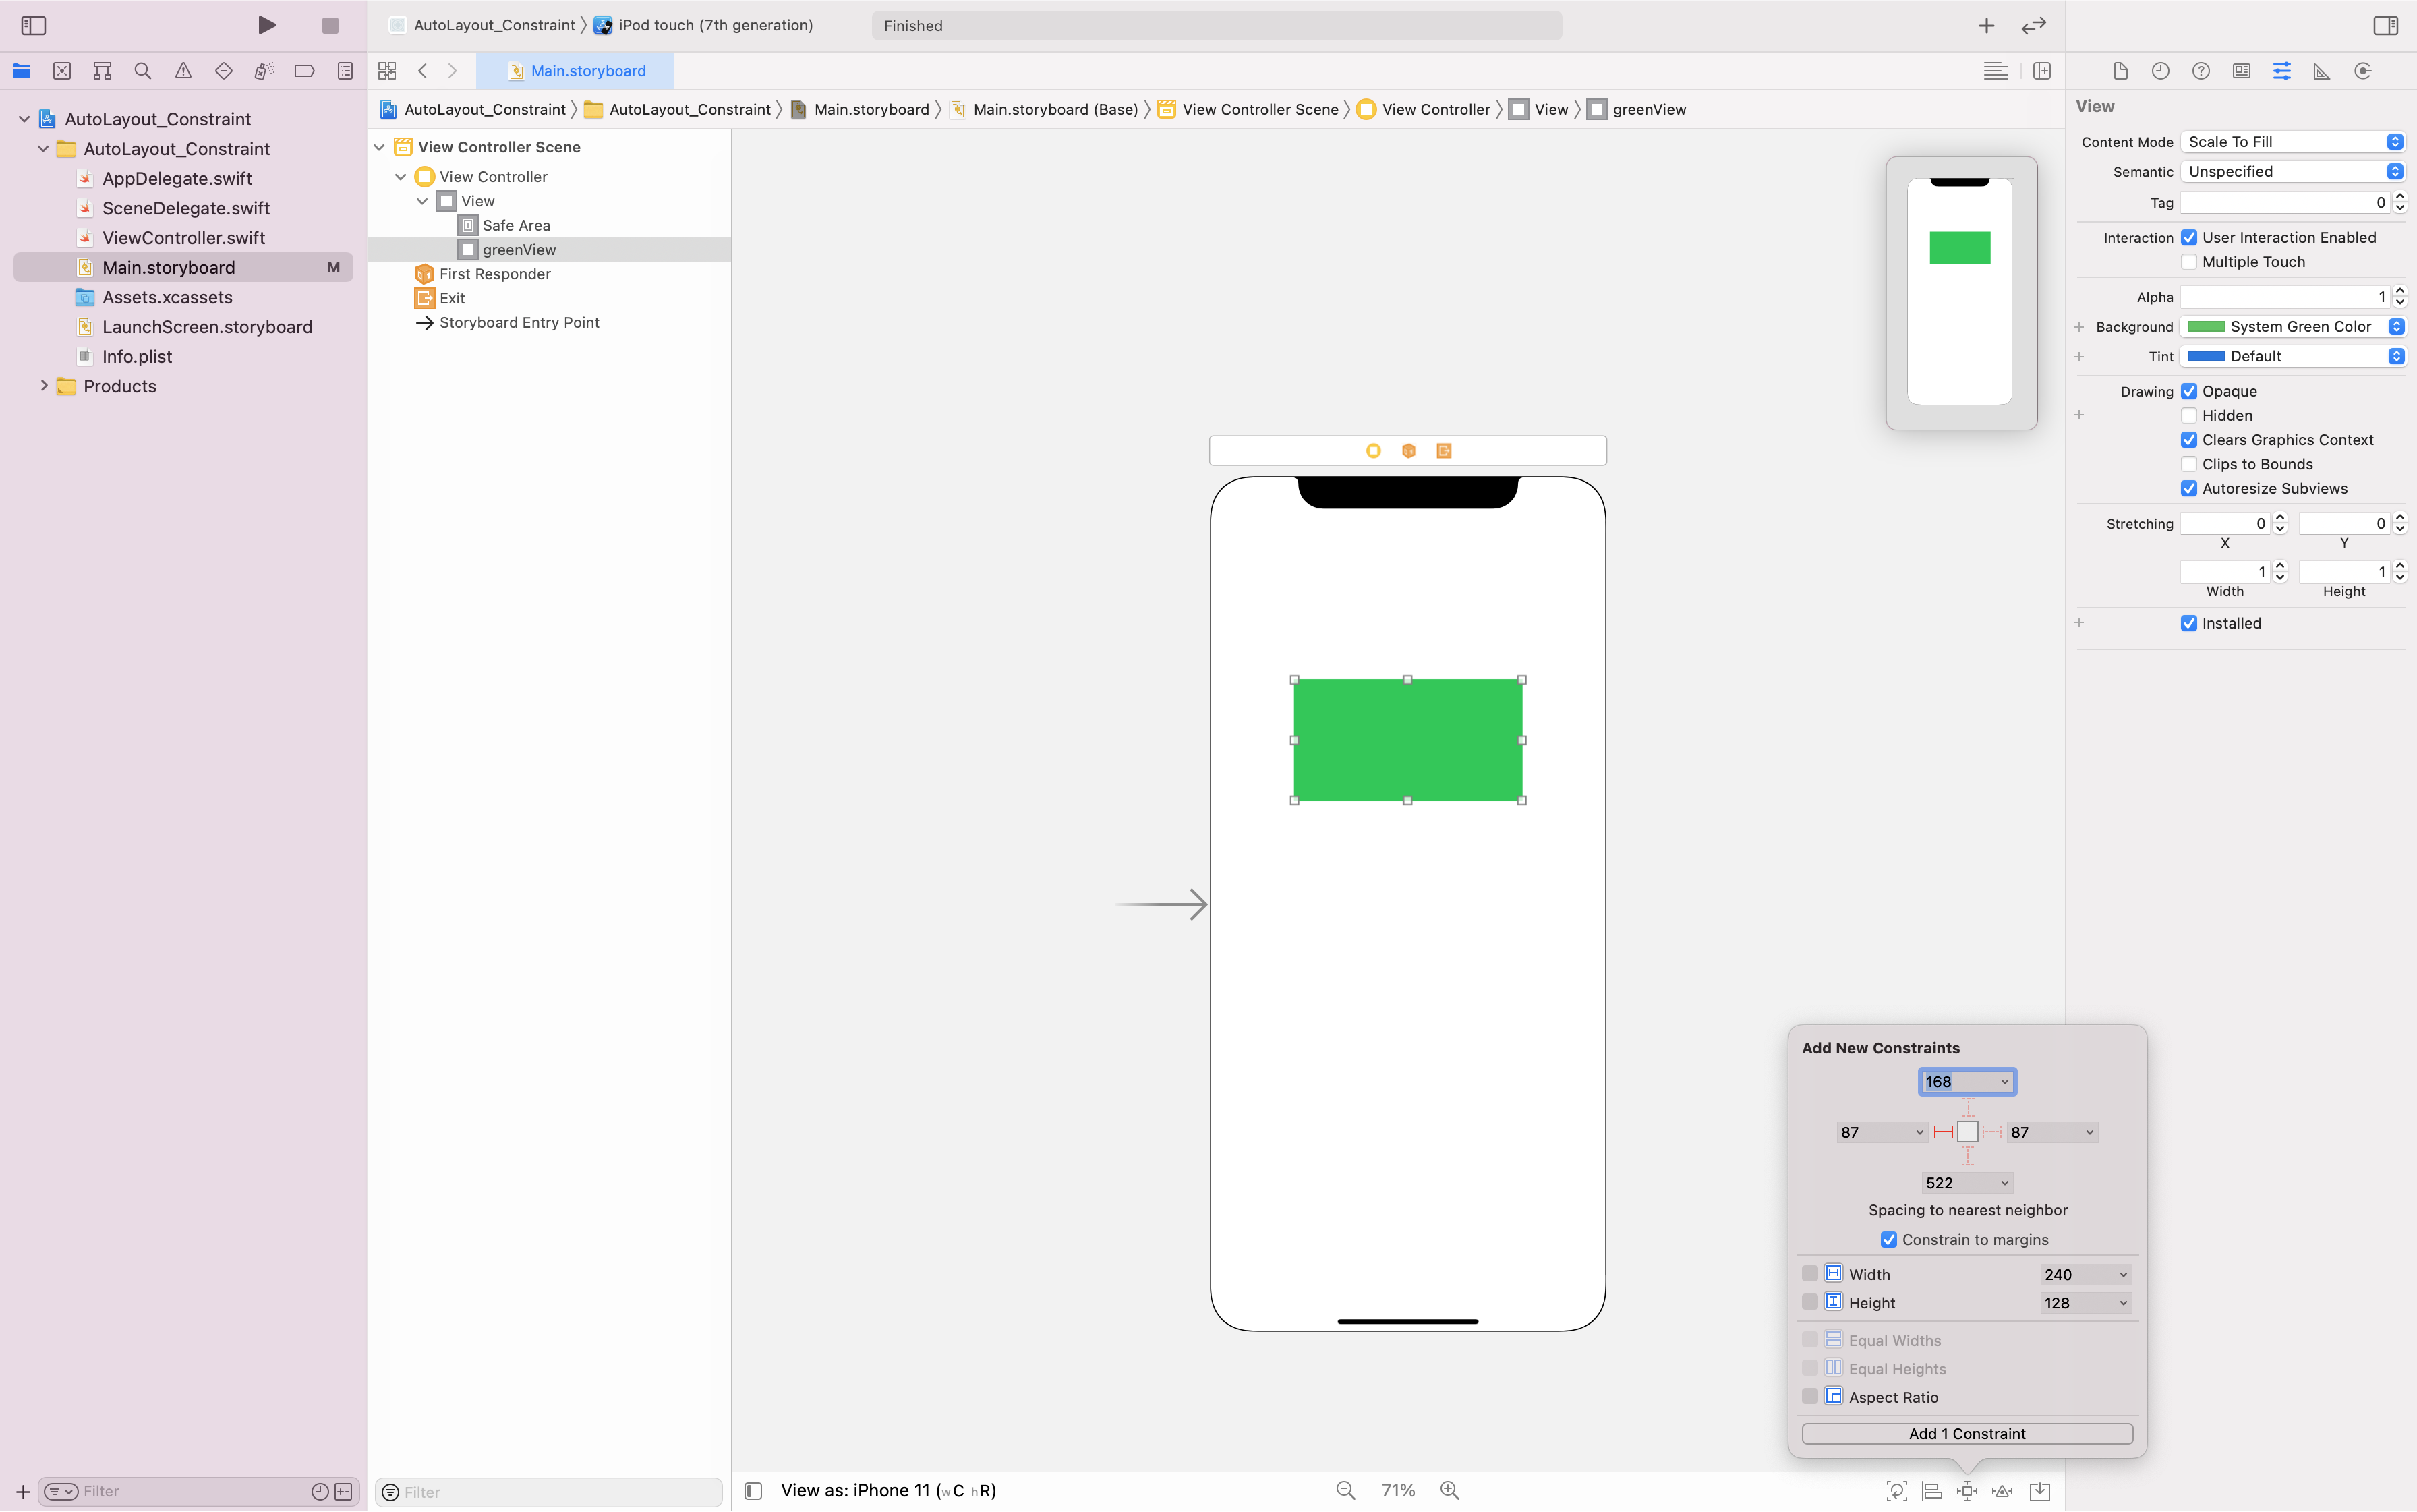 AutoLayout_Constraint 〉 iPod touch (7th generation)
Finished
Main.storyboard
AutoLayout_Constraint 〉 AutoLayout_Constraint 〉 Main.storyboard 〉 Main.storyboard (Base) 〉 View Controller Scene 〉 View Controller 〉 View 〉 greenView
AutoLayout_Constraint
AutoLayout_Constraint
AppDelegate.swift
SceneDelegate.swift
ViewController.swift
Main.storyboard M
Assets.xcassets
LaunchScreen.storyboard
Info.plist
Products
Filter
View Controller Scene
View Controller
View
Safe Area
greenView
First Responder
Exit
Storyboard Entry Point
Filter
View as: iPhone 11 (wC hR)
71%
View
Content Mode Scale To Fill
Semantic Unspecified
Tag 0
Interaction User Interaction Enabled
Multiple Touch
Alpha 1
Background System Green Color
Tint Default
Drawing Opaque
Hidden
Clears Graphics Context
Clips to Bounds
Autoresize Subviews
Stretching 0 0
X Y
1 1
Width Height
Installed
Add New Constraints
168
87 87
522
Spacing to nearest neighbor
Constrain to margins
Width 240
Height 128
Equal Widths
Equal Heights
Aspect Ratio
Add 1 Constraint